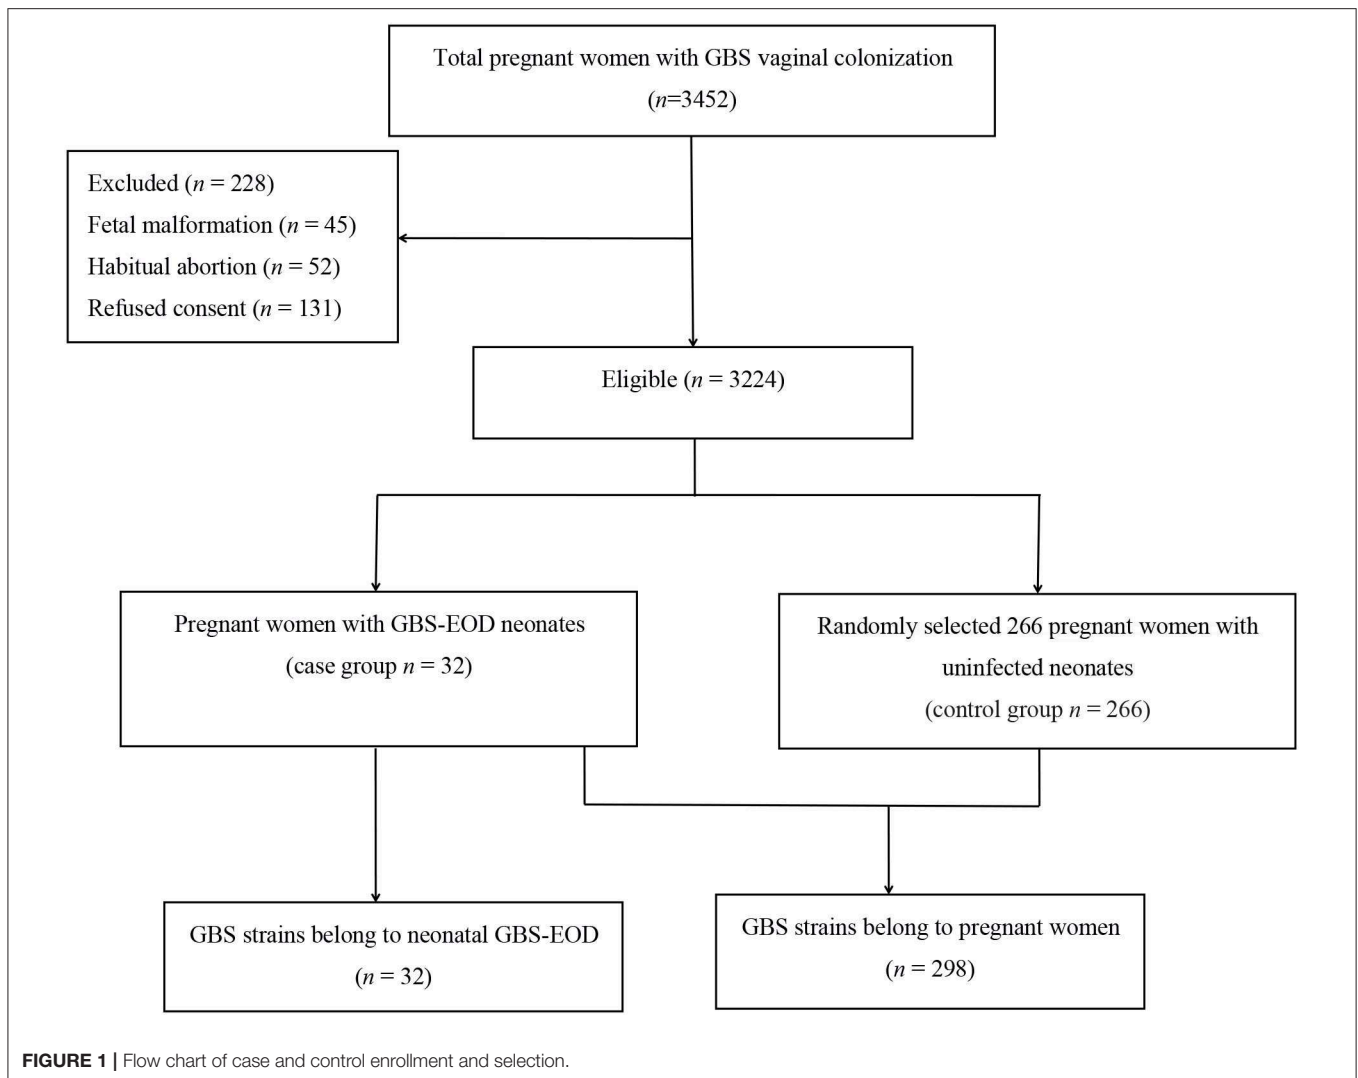 Total pregnant women with GBS vaginal colonization
(n=3452)
Excluded (n = 228)
Fetal malformation (n = 45)
Habitual abortion (n = 52)
Refused consent (n = 131)
Eligible (n = 3224)
Pregnant women with GBS-EOD neonates
(case group n = 32)
Randomly selected 266 pregnant women with
uninfected neonates
(control group n = 266)
GBS strains belong to neonatal GBS-EOD
(n = 32)
GBS strains belong to pregnant women
(n = 298)
FIGURE 1 | Flow chart of case and control enrollment and selection.